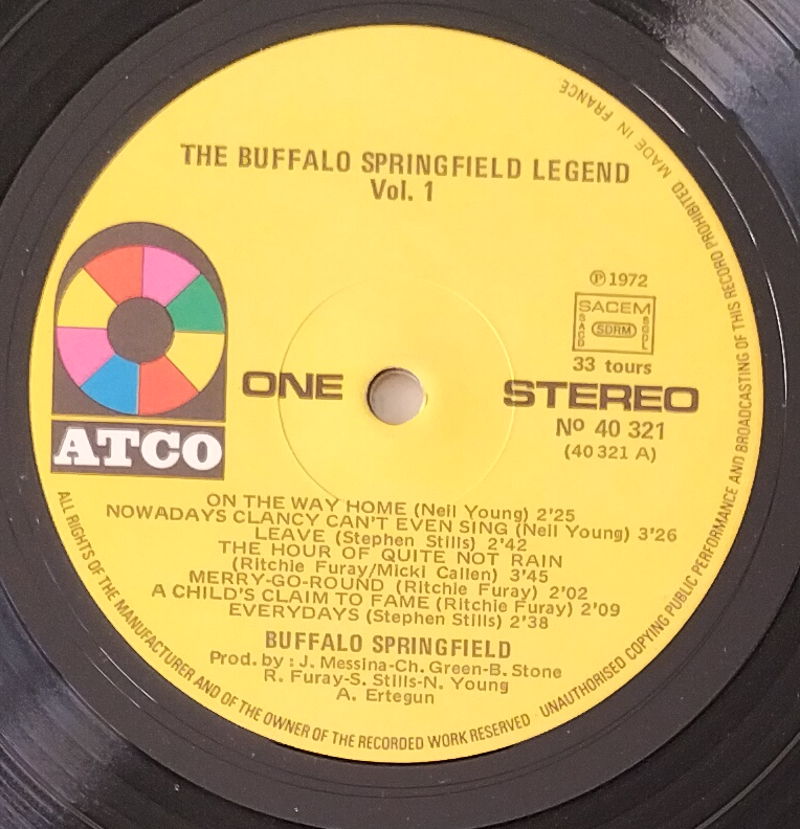 THE BUFFALO SPRINGFIELD LEGEND
Vol. 1
Ⓟ 1972
SACEM
SACD SDRM SGDL
33 tours
ONE
STEREO
Nº 40 321
(40 321 A)
ATCO
ON THE WAY HOME (Neil Young) 2'25
NOWADAYS CLANCY CAN'T EVEN SING (Neil Young) 3'26
LEAVE (Stephen Stills) 2'42
THE HOUR OF QUITE NOT RAIN
(Ritchie Furay/Micki Callen) 3'45
MERRY-GO-ROUND (Ritchie Furay) 2'02
A CHILD'S CLAIM TO FAME (Ritchie Furay) 2'09
EVERYDAYS (Stephen Stills) 2'38
BUFFALO SPRINGFIELD
Prod. by : J. Messina-Ch. Green-B. Stone
R. Furay-S. Stills-N. Young
A. Ertegun
ALL RIGHTS OF THE MANUFACTURER AND OF THE OWNER OF THE RECORDED WORK RESERVED UNAUTHORISED COPYING PUBLIC PERFORMANCE AND BROADCASTING OF THIS RECORD PROHIBITED MADE IN FRANCE